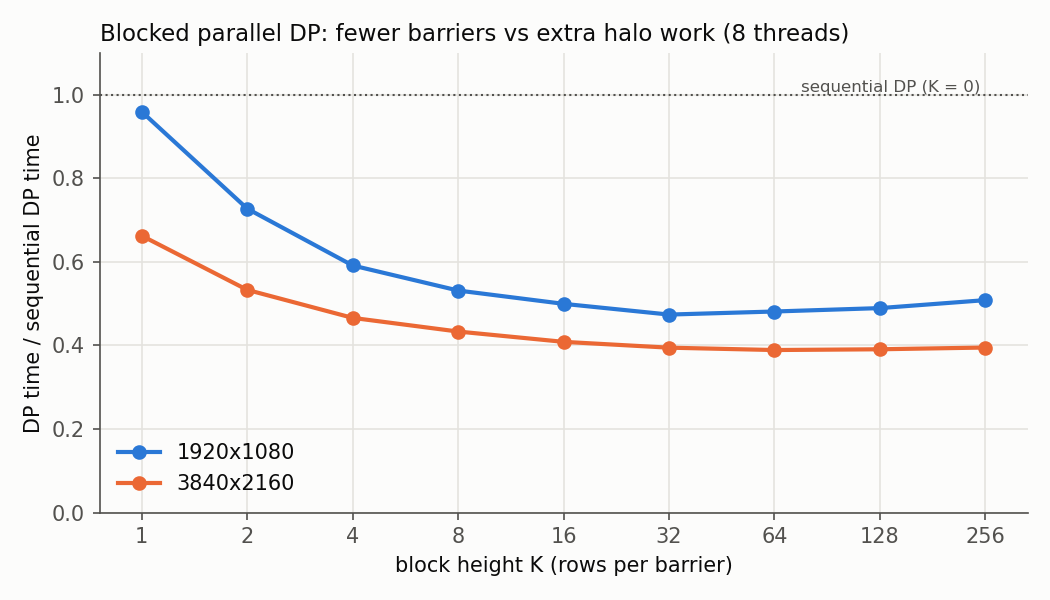 Blocked parallel DP: fewer barriers vs extra halo work (8 threads)
sequential DP (K = 0)
DP time / sequential DP time
1.0
0.8
0.6
0.4
0.2
0.0
1920x1080
3840x2160
1 2 4 8 16 32 64 128 256
block height K (rows per barrier)